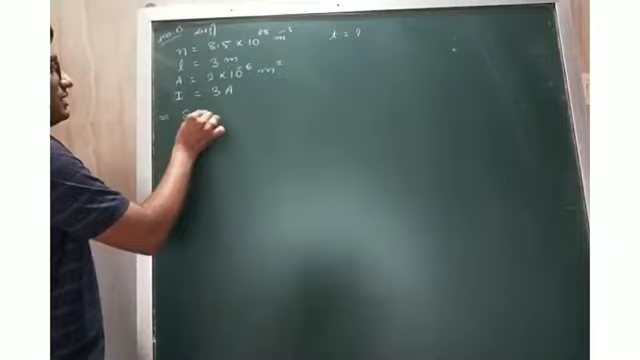 n = 8.5 × 10²⁸ m⁻³ t = ?
l = 3 m
A = 2 × 10⁻⁶ m²
I = 3 A
⇒